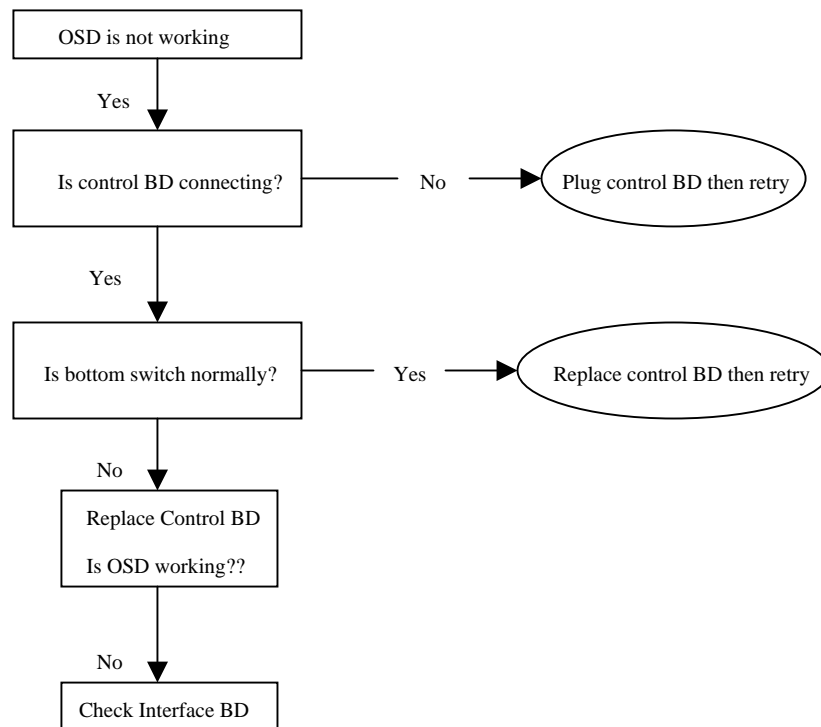 OSD is not working
Yes
Is control BD connecting?
No
Plug control BD then retry
Yes
Is bottom switch normally?
Yes
Replace control BD then retry
No
Replace Control BD
Is OSD working??
No
Check Interface BD